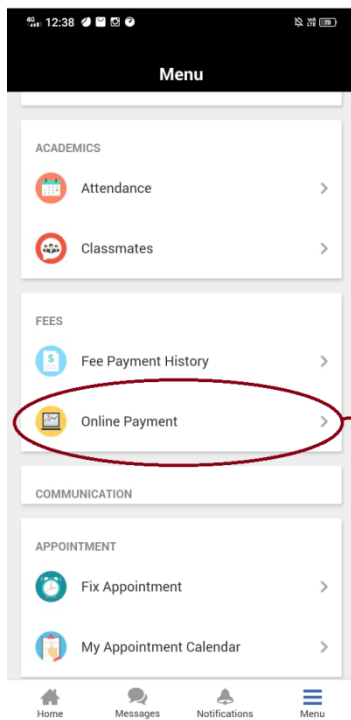 4G 12:38
Menu
ACADEMICS
Attendance
Classmates
FEES
Fee Payment History
Online Payment
COMMUNICATION
APPOINTMENT
Fix Appointment
My Appointment Calendar
Home Messages Notifications Menu